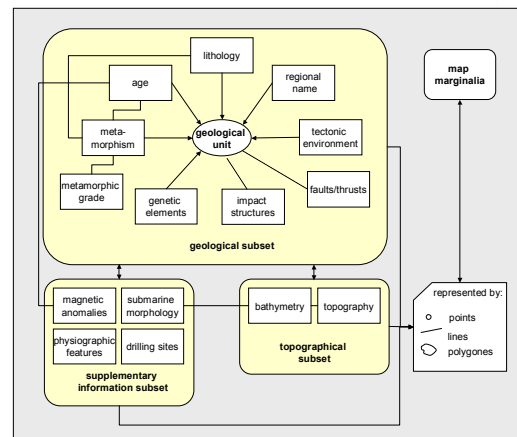 lithology
age
regional
name
map
marginalia
meta-
morphism
geological
unit
tectonic
environment
metamorphic
grade
genetic
elements
impact
structures
faults/thrusts
geological subset
magnetic
anomalies
submarine
morphology
bathymetry
topography
physiographic
features
drilling sites
topographical
subset
supplementary
information subset
represented by:
points
lines
polygones